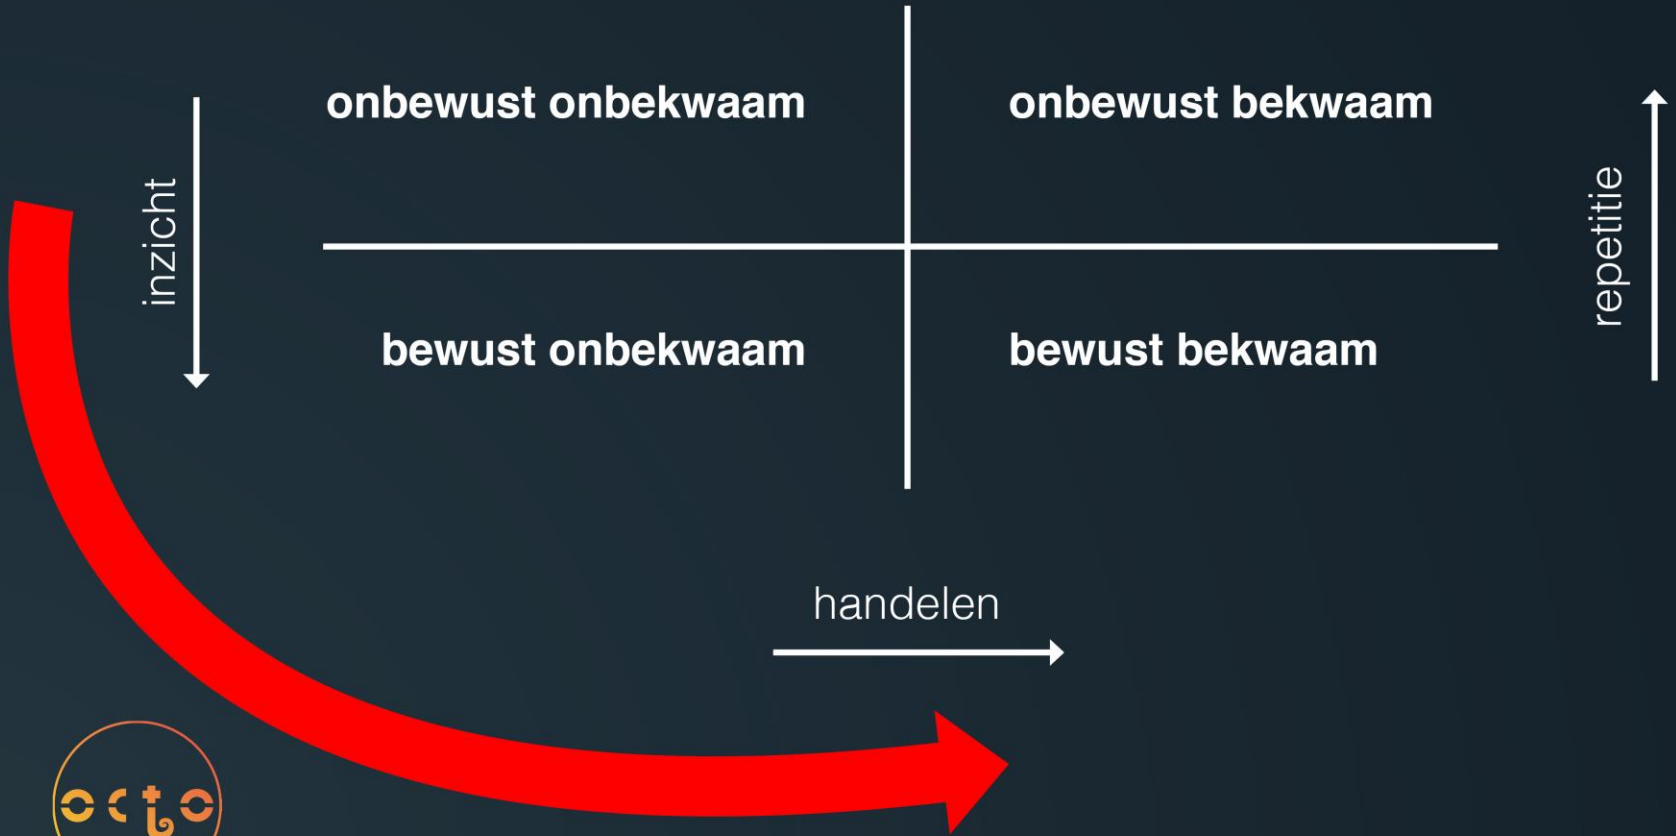 onbewust onbekwaam
onbewust bekwaam
inzicht
repetitie
bewust onbekwaam
bewust bekwaam
handelen
octo